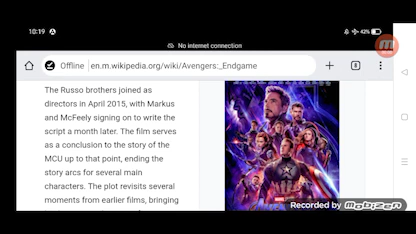 10:19
42%
No internet connection
Offline
en.m.wikipedia.org/wiki/Avengers:_Endgame
6
The Russo brothers joined as
directors in April 2015, with Markus
and McFeely signing on to write the
script a month later. The film serves
as a conclusion to the story of the
MCU up to that point, ending the
story arcs for several main
characters. The plot revisits several
moments from earlier films, bringing
Recorded by MOBIZEN